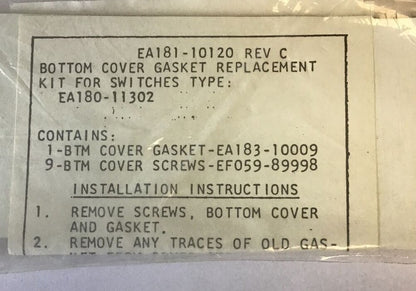 EA181-10120 REV C
BOTTOM COVER GASKET REPLACEMENT
KIT FOR SWITCHES TYPE:
EA180-11302
CONTAINS:
1-BTM COVER GASKET-EA183-10009
9-BTM COVER SCREWS-EF059-89998
INSTALLATION INSTRUCTIONS
1. REMOVE SCREWS, BOTTOM COVER
AND GASKET.
2. REMOVE ANY TRACES OF OLD GAS-